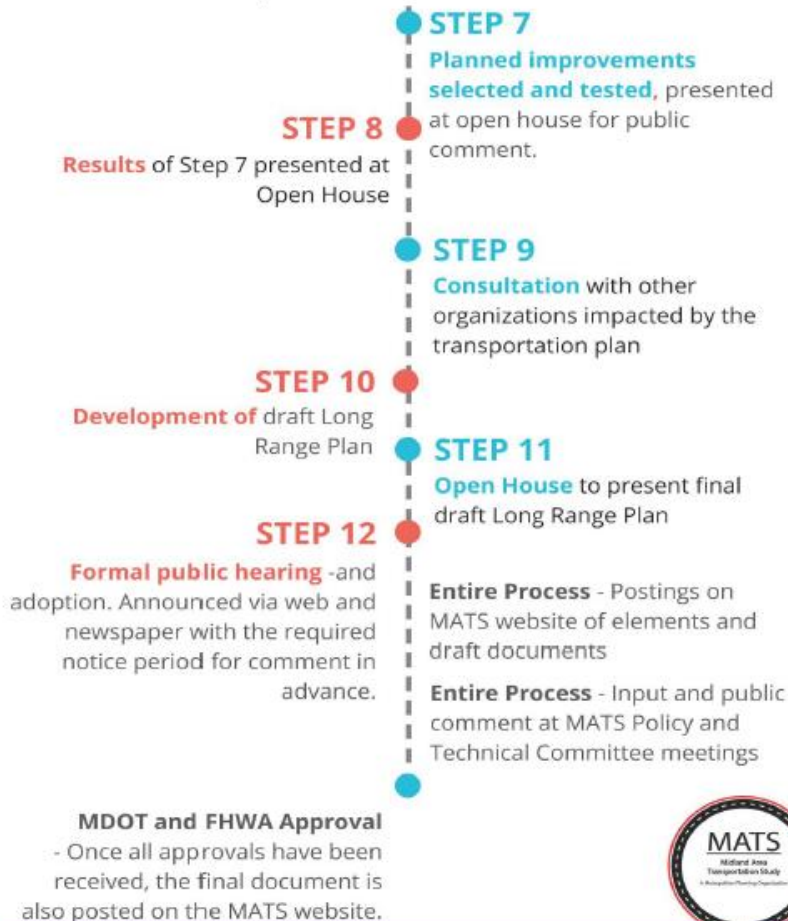 STEP 7
Planned improvements
selected and tested, presented
at open house for public
comment.
STEP 8
Results of Step 7 presented at
Open House
STEP 9
Consultation with other
organizations impacted by the
transportation plan
STEP 10
Development of draft Long
Range Plan
STEP 11
Open House to present final
draft Long Range Plan
STEP 12
Formal public hearing -and
adoption. Announced via web and
newspaper with the required
notice period for comment in
advance.
Entire Process - Postings on
MATS website of elements and
draft documents
Entire Process - Input and public
comment at MATS Policy and
Technical Committee meetings
MDOT and FHWA Approval
- Once all approvals have been
received, the final document is
also posted on the MATS website.
MATS
Midland Area
Transportation Study
A Metropolitan Planning Organization